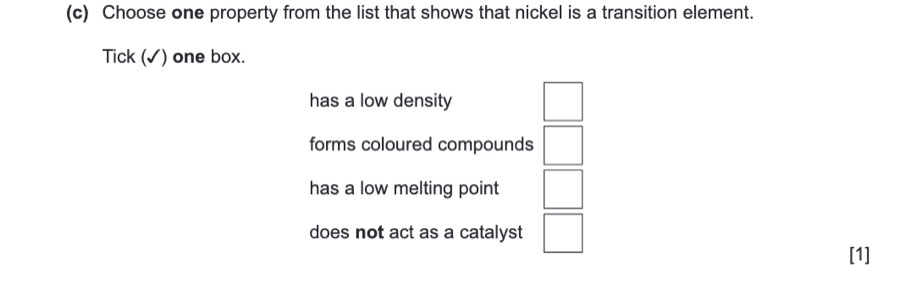 (c) Choose one property from the list that shows that nickel is a transition element.
Tick (✓) one box.
has a low density
forms coloured compounds
has a low melting point
does not act as a catalyst
[1]